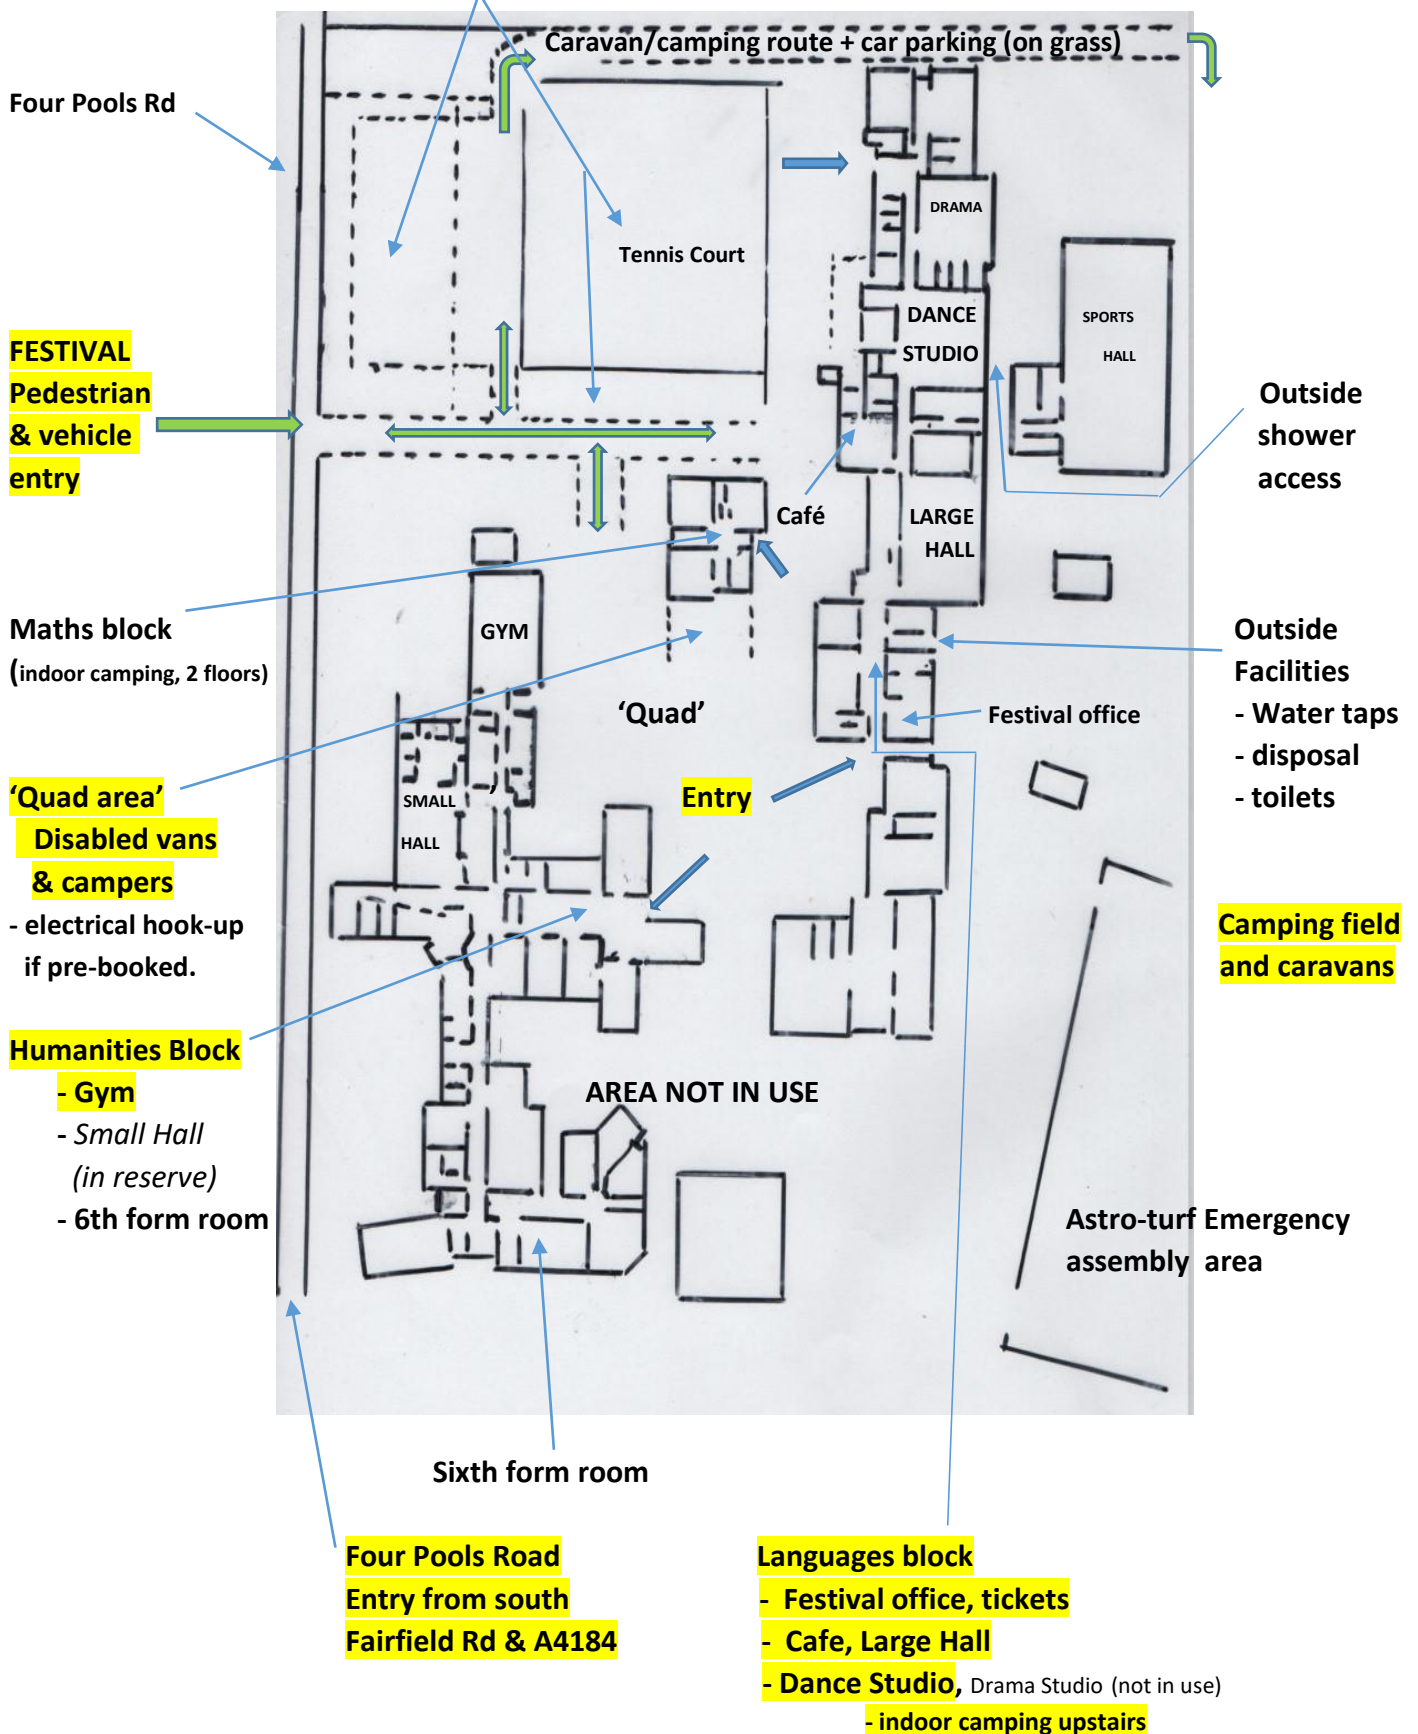 Caravan/camping route + car parking (on grass)
Four Pools Rd
DRAMA
Tennis Court
DANCE
STUDIO
SPORTS
HALL
FESTIVAL
Pedestrian
& vehicle
entry
Outside
shower
access
Café
LARGE
HALL
Maths block
(indoor camping, 2 floors)
GYM
Outside
Facilities
- Water taps
- disposal
- toilets
‘Quad’
Festival office
‘Quad area’
Disabled vans
& campers
- electrical hook-up
if pre-booked.
SMALL
HALL
,
Entry
Camping field
and caravans
Humanities Block
- Gym
- Small Hall
(in reserve)
- 6th form room
AREA NOT IN USE
Astro-turf Emergency
assembly area
Sixth form room
Four Pools Road
Entry from south
Fairfield Rd & A4184
Languages block
- Festival office, tickets
- Cafe, Large Hall
- Dance Studio, Drama Studio (not in use)
- indoor camping upstairs